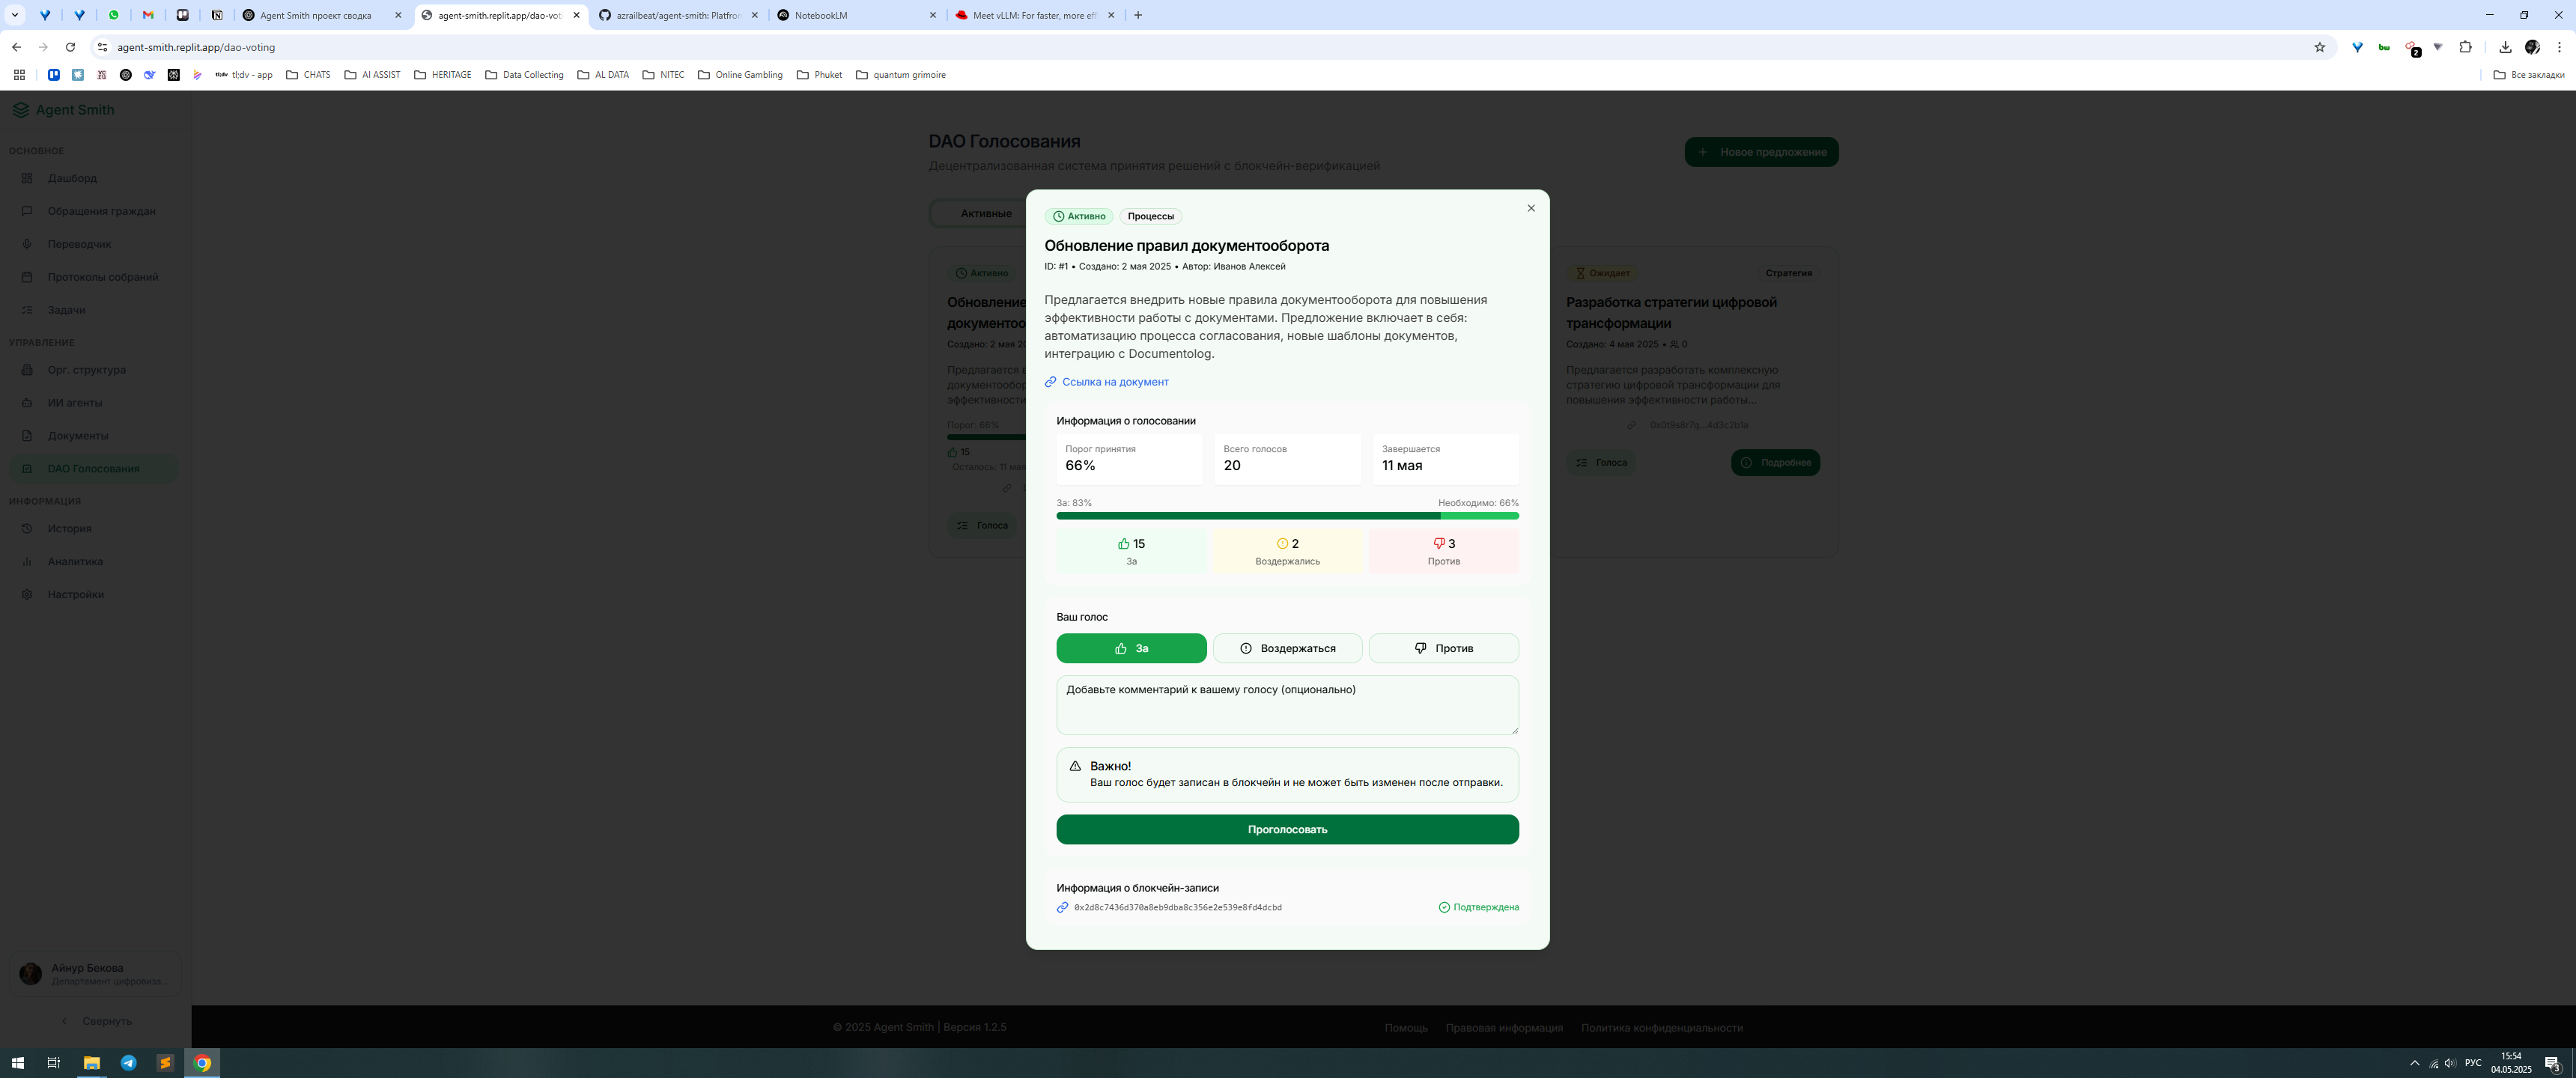 Agent Smith проект сводка
agent-smith.replit.app/dao-voti
azrailbeat/agent-smith: Platfron
NotebookLM
Meet vLLM: For faster, more eff
agent-smith.replit.app/dao-voting
2
tl;dv
tl;dv - app
CHATS
AI ASSIST
HERITAGE
Data Collecting
AL DATA
NITEC
Online Gambling
Phuket
quantum grimoire
Все закладки
Agent Smith
ОСНОВНОЕ
Дашборд
Обращения граждан
Переводчик
Протоколы собраний
Задачи
УПРАВЛЕНИЕ
Орг. структура
ИИ агенты
Документы
DAO Голосования
ИНФОРМАЦИЯ
История
Аналитика
Настройки
Айнур Бекова
Департамент цифровиза...
Свернуть
DAO Голосования
Децентрализованная система принятия решений с блокчейн-верификацией
Новое предложение
Активные
Активно
Обновление
документоо
Создано: 2 мая 20
Предлагается
документообор
эффективности
Порог: 66%
15
Осталось: 11 мая
Голоса
Активно
Процессы
Обновление правил документооборота
ID: #1 • Создано: 2 мая 2025 • Автор: Иванов Алексей
Предлагается внедрить новые правила документооборота для повышения
эффективности работы с документами. Предложение включает в себя:
автоматизацию процесса согласования, новые шаблоны документов,
интеграцию с Documentolog.
Ссылка на документ
Информация о голосовании
Порог принятия
66%
Всего голосов
20
Завершается
11 мая
За: 83%
Необходимо: 66%
15
За
2
Воздержались
3
Против
Ваш голос
За
Воздержаться
Против
Добавьте комментарий к вашему голосу (опционально)
Важно!
Ваш голос будет записан в блокчейн и не может быть изменен после отправки.
Проголосовать
Информация о блокчейн-записи
0x2d8c7436d370a8eb9dba8c356e2e539e8fd4dcbd
Подтверждена
Ожидает
Стратегия
Разработка стратегии цифровой
трансформации
Создано: 4 мая 2025 • 0
Предлагается разработать комплексную
стратегию цифровой трансформации для
повышения эффективности работы...
0x0t9s8r7q...4d3c2b1a
Голоса
Подробнее
© 2025 Agent Smith | Версия 1.2.5
Помощь
Правовая информация
Политика конфиденциальности
РУС
15:54
04.05.2025
3